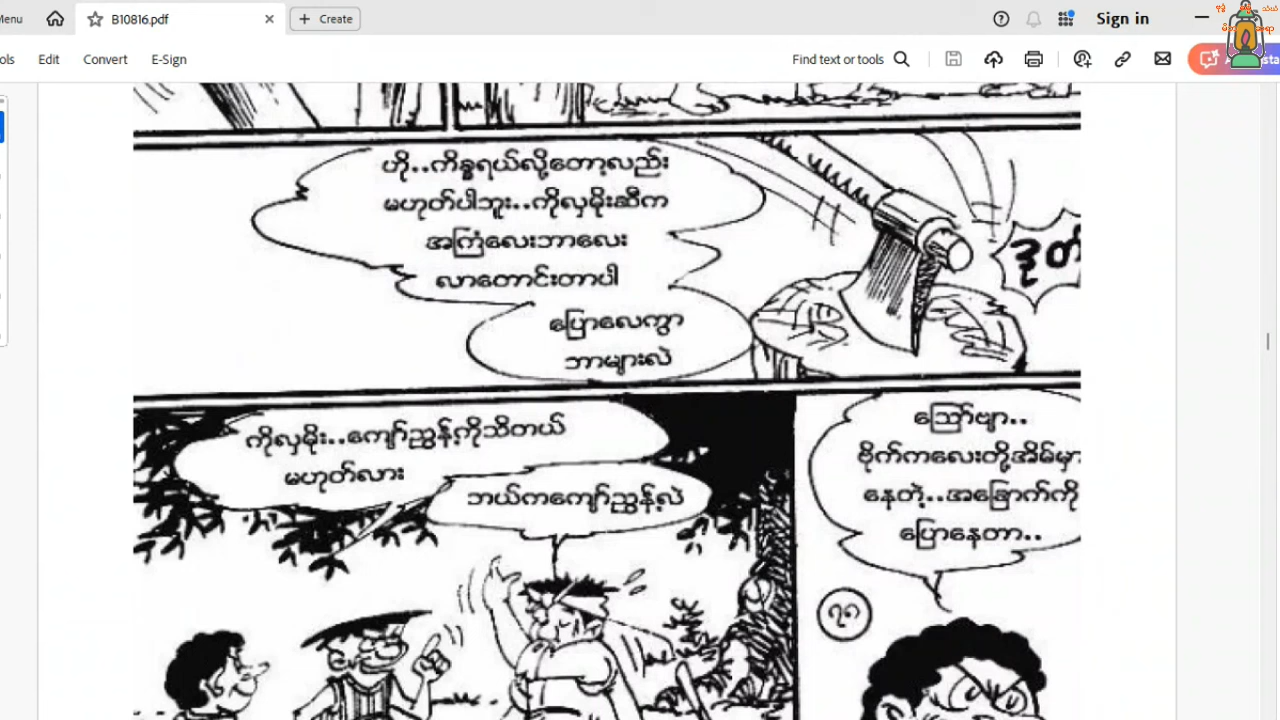 Menu
B10816.pdf
Create
Sign in
ols
Edit
Convert
E-Sign
Find text or tools
ဟို..ကိစ္စရယ်လို့တော့လည်း
မဟုတ်ပါဘူး..ကိုလှမိုးဆီက
အကြံလေးဘာလေး
လာတောင်းတာပါ
ပြောလေကွာ
ဘာများလဲ
ဒုတ်
ကိုလှမိုး..ကျော်ညွန့်ကိုသိတယ်
မဟုတ်လား
ဘယ်ကကျော်ညွန့်လဲ
သြော်ဗျာ..
ဗိုက်ကလေးတို့အိမ်မှာ
နေတဲ့..အခြောက်ကို
ပြောနေတာ..
၇၈